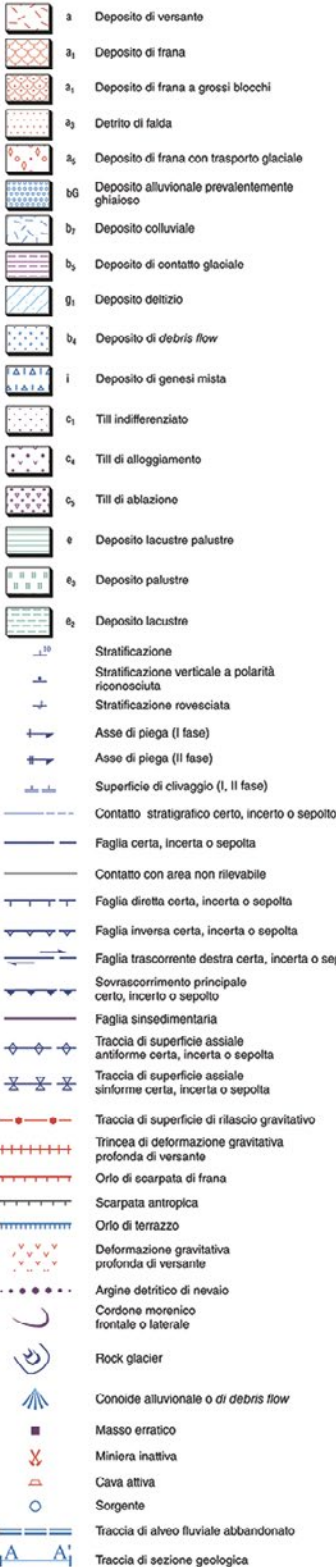 a Deposito di versante
a1 Deposito di frana
a1 Deposito di frana a grossi blocchi
a3 Detrito di falda
a5 Deposito di frana con trasporto glaciale
bG Deposito alluvionale prevalentemente
ghiaioso
b7 Deposito colluviale
b5 Deposito di contatto glaciale
g1 Deposito deltizio
b4 Deposito di debris flow
i Deposito di genesi mista
c1 Till indifferenziato
c4 Till di alloggiamento
c5 Till di ablazione
e Deposito lacustre palustre
e3 Deposito palustre
e2 Deposito lacustre
10 Stratificazione
Stratificazione verticale a polarità
riconosciuta
Stratificazione rovesciata
Asse di piega (I fase)
Asse di piega (II fase)
Superficie di clivaggio (I, II fase)
Contatto stratigrafico certo, incerto o sepolto
Faglia certa, incerta o sepolta
Contatto con area non rilevabile
Faglia diretta certa, incerta o sepolta
Faglia inversa certa, incerta o sepolta
Faglia trascorrente destra certa, incerta o sep
Sovrascorrimento principale
certo, incerto o sepolto
Faglia sinsedimentaria
Traccia di superficie assiale
antiforme certa, incerta o sepolta
Traccia di superficie assiale
sinforme certa, incerta o sepolta
Traccia di superficie di rilascio gravitativo
Trincea di deformazione gravitativa
profonda di versante
Orlo di scarpata di frana
Scarpata antropica
Orlo di terrazzo
Deformazione gravitativa
profonda di versante
Argine detritico di nevaio
Cordone morenico
frontale o laterale
Rock glacier
Conoide alluvionale o di debris flow
Masso erratico
Miniera inattiva
Cava attiva
Sorgente
Traccia di alveo fluviale abbandonato
A A' Traccia di sezione geologica